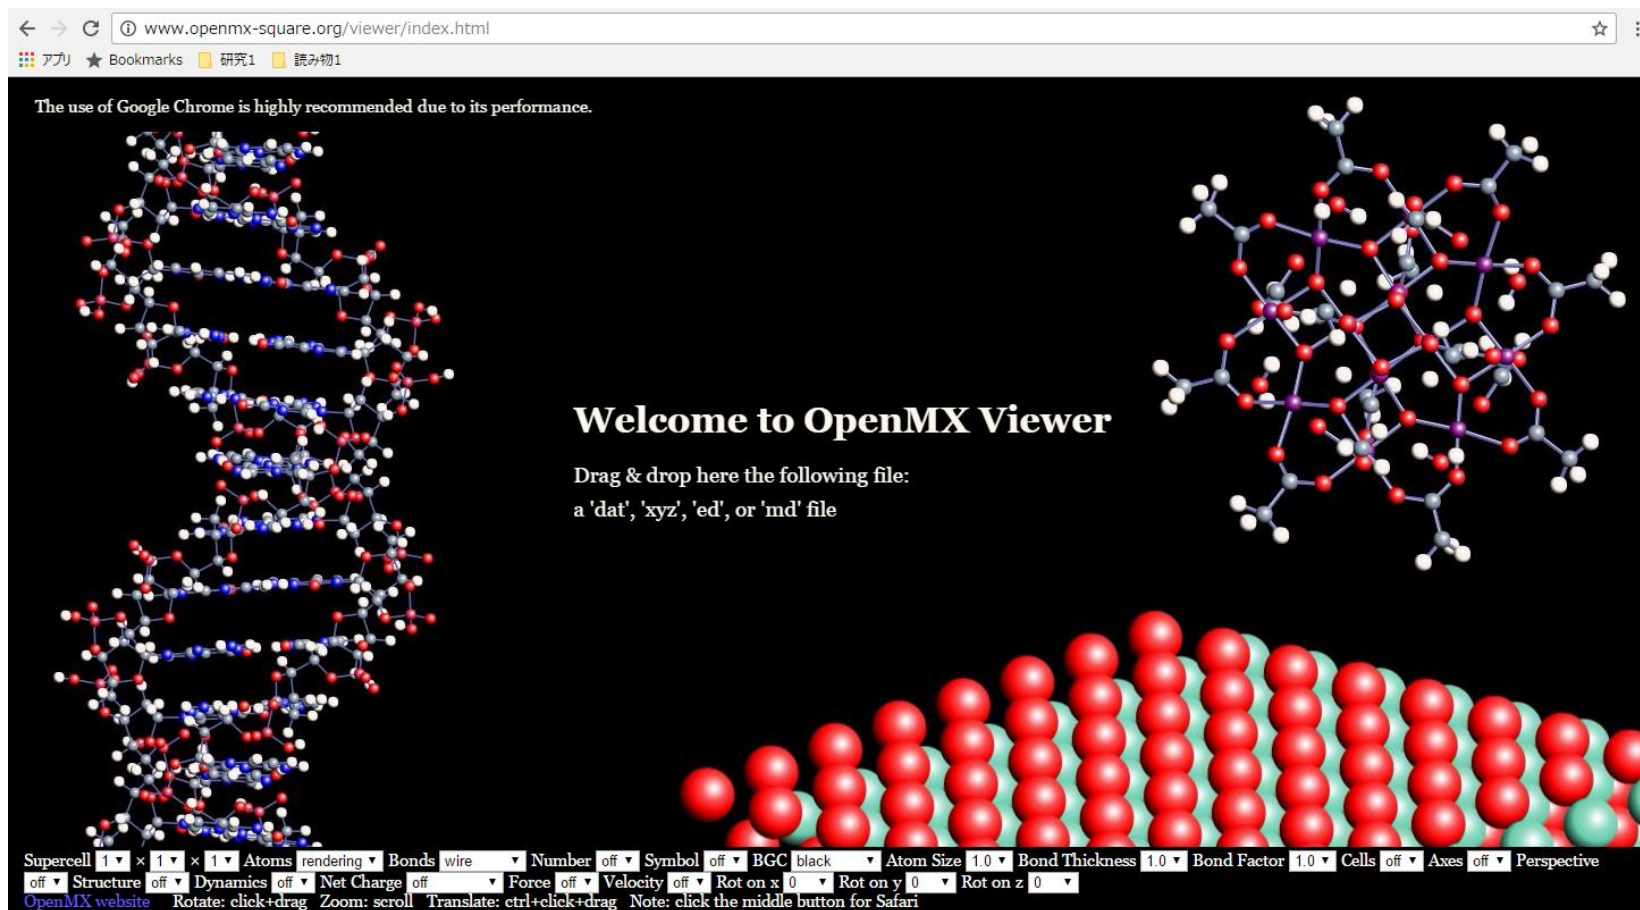 www.openmx-square.org/viewer/index.html
アプリ Bookmarks 研究1 読み物1
The use of Google Chrome is highly recommended due to its performance.
Welcome to OpenMX Viewer
Drag & drop here the following file:
a 'dat', 'xyz', 'ed', or 'md' file
Supercell 1 × 1 × 1 Atoms rendering Bonds wire Number off Symbol off BGC black Atom Size 1.0 Bond Thickness 1.0 Bond Factor 1.0 Cells off Axes off Perspective
off Structure off Dynamics off Net Charge off Force off Velocity off Rot on x 0 Rot on y 0 Rot on z 0
OpenMX website Rotate: click+drag Zoom: scroll Translate: ctrl+click+drag Note: click the middle button for Safari